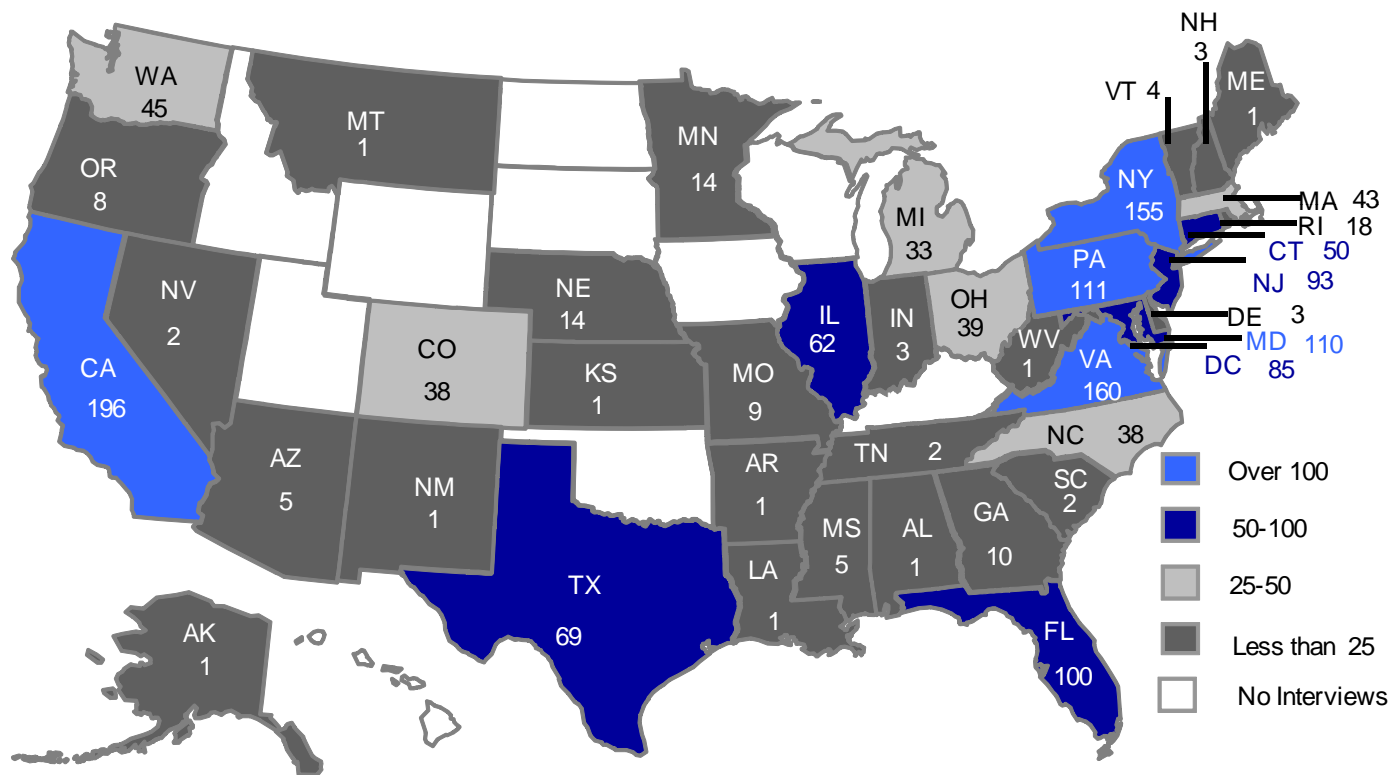 NH
3
VT 4
ME
1
WA
45
MT
1
MN
14
OR
8
NY
155
MA 43
RI 18
CT 50
NJ 93
MI
33
PA
111
NV
2
NE
14
IL
62
IN
3
OH
39
DE 3
MD 110
DC 85
WV
1
VA
160
CO
38
CA
196
KS
1
MO
9
NC 38
TN 2
AZ
5
NM
1
AR
1
SC
2
MS
5
AL
1
GA
10
LA
1
TX
69
FL
100
AK
1
Over 100
50-100
25-50
Less than 25
No Interviews